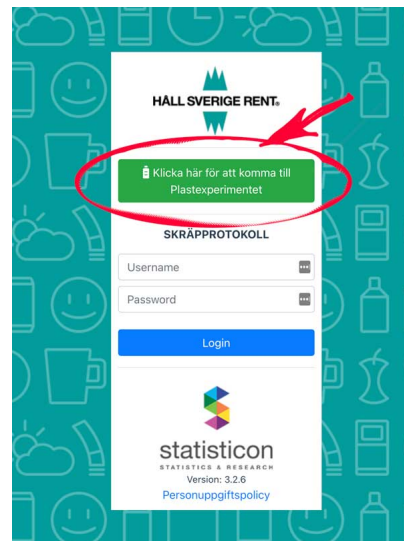 HÅLL SVERIGE RENT®
Klicka här för att komma till
Plastexperimentet
SKRÄPPROTOKOLL
Username
Password
Login
statisticon
STATISTICS & RESEARCH
Version: 3.2.6
Personuppgiftspolicy